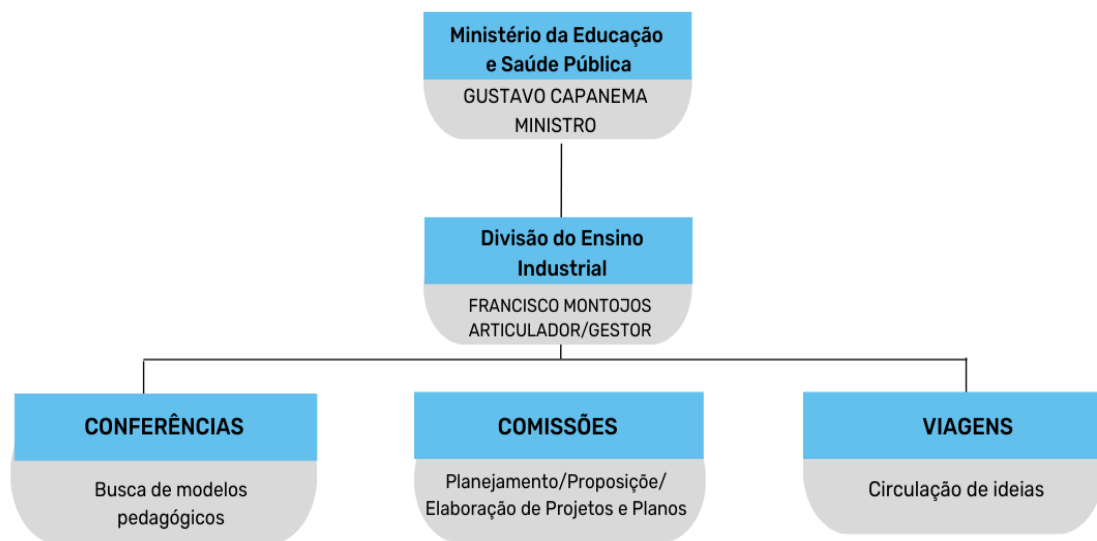 Ministério da Educação
e Saúde Pública
GUSTAVO CAPANEMA
MINISTRO
Divisão do Ensino
Industrial
FRANCISCO MONTOJOS
ARTICULADOR/GESTOR
CONFERÊNCIAS
Busca de modelos
pedagógicos
COMISSÕES
Planejamento/Proposiçõe/
Elaboração de Projetos e Planos
VIAGENS
Circulação de ideias